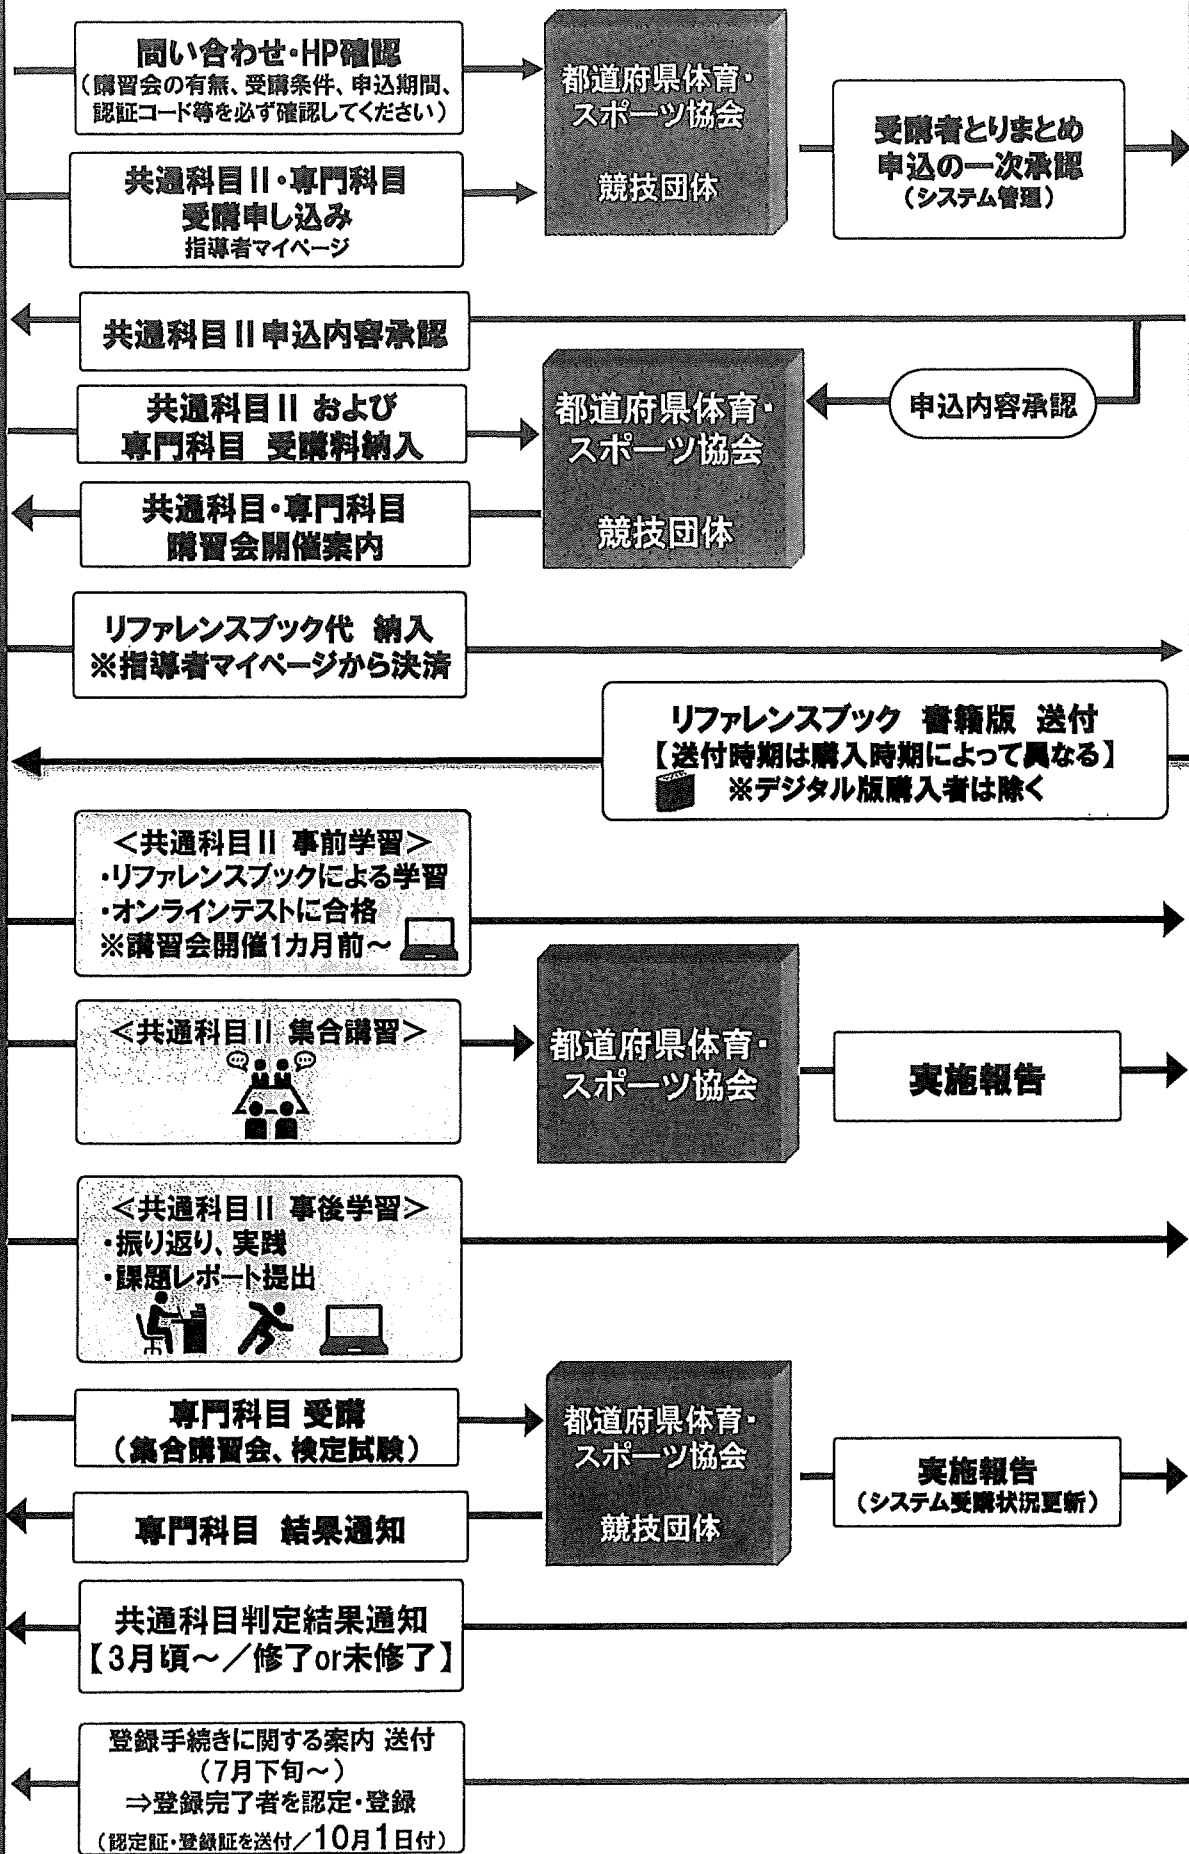 問い合わせ・HP確認
(講習会の有無、受講条件、申込期間、
認証コード等を必ず確認してください)
都道府県体育・
スポーツ協会
競技団体
受講者とりまとめ
申込の一次承認
(システム管理)
共通科目Ⅱ・専門科目
受講申し込み
指導者マイページ
共通科目Ⅱ申込内容承認
申込内容承認
共通科目Ⅱ および
専門科目 受講料納入
都道府県体育・
スポーツ協会
競技団体
共通科目・専門科目
講習会開催案内
リファレンスブック代 納入
※指導者マイページから決済
リファレンスブック 書籍版 送付
【送付時期は購入時期によって異なる】
※デジタル版購入者は除く
<共通科目Ⅱ 事前学習>
・リファレンスブックによる学習
・オンラインテストに合格
※講習会開催1カ月前~
<共通科目Ⅱ 集合講習>
都道府県体育・
スポーツ協会
実施報告
<共通科目Ⅱ 事後学習>
・振り返り、実践
・課題レポート提出
専門科目 受講
(集合講習会、検定試験)
都道府県体育・
スポーツ協会
競技団体
実施報告
(システム受講状況更新)
専門科目 結果通知
共通科目判定結果通知
【3月頃~/修了or未修了】
登録手続きに関する案内 送付
(7月下旬~)
⇒登録完了者を認定・登録
(認定証・登録証を送付/10月1日付)